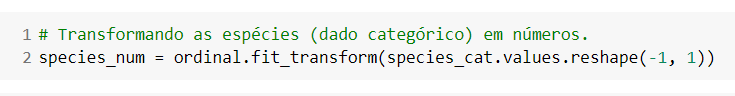 1 # Transformando as espécies (dado categórico) em números.
2 species_num = ordinal.fit_transform(species_cat.values.reshape(-1, 1))